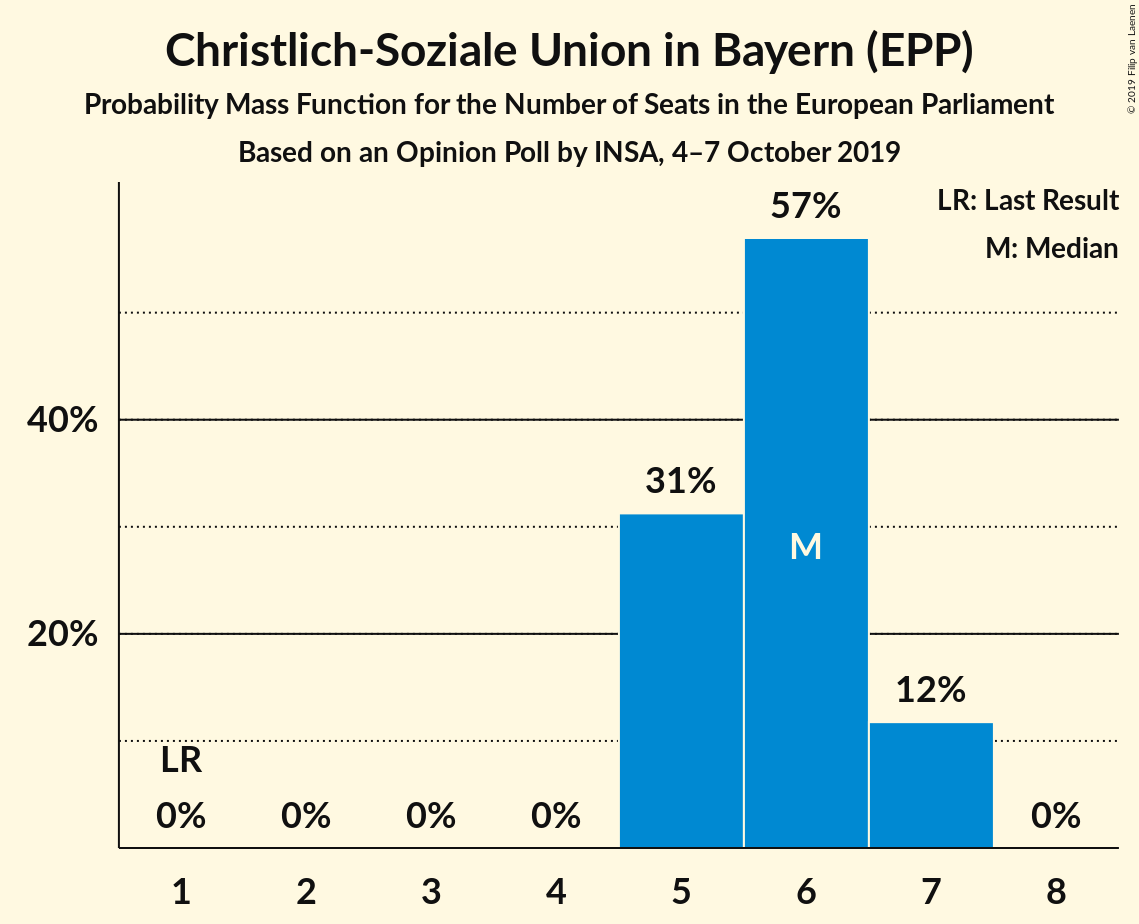 Christlich-Soziale Union in Bayern (EPP)
Probability Mass Function for the Number of Seats in the European Parliament
Based on an Opinion Poll by INSA, 4–7 October 2019
© 2019 Filip van Laenen
LR: Last Result
M: Median
57%
40%
31%
M
20%
12%
LR
0% 0% 0% 0% 0%
1 2 3 4 5 6 7 8